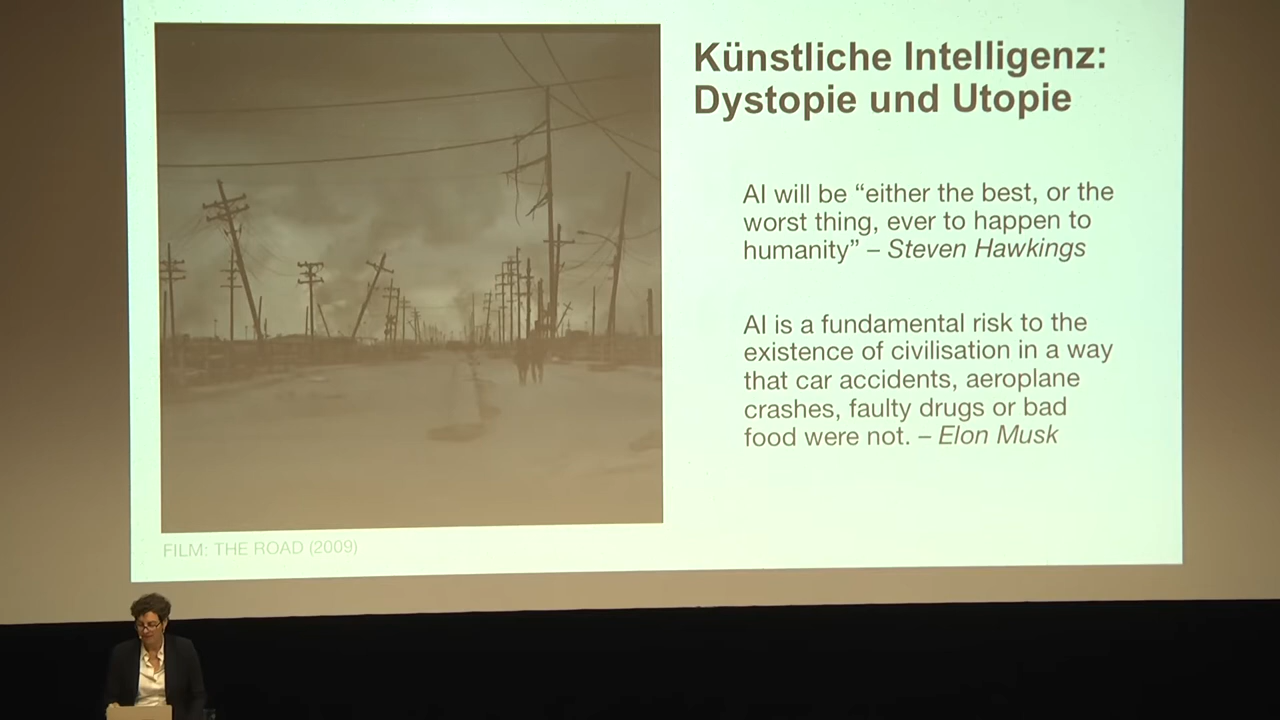 Künstliche Intelligenz:
Dystopie und Utopie
AI will be “either the best, or the
worst thing, ever to happen to
humanity” – Steven Hawkings
AI is a fundamental risk to the
existence of civilisation in a way
that car accidents, aeroplane
crashes, faulty drugs or bad
food were not. – Elon Musk
FILM: THE ROAD (2009)